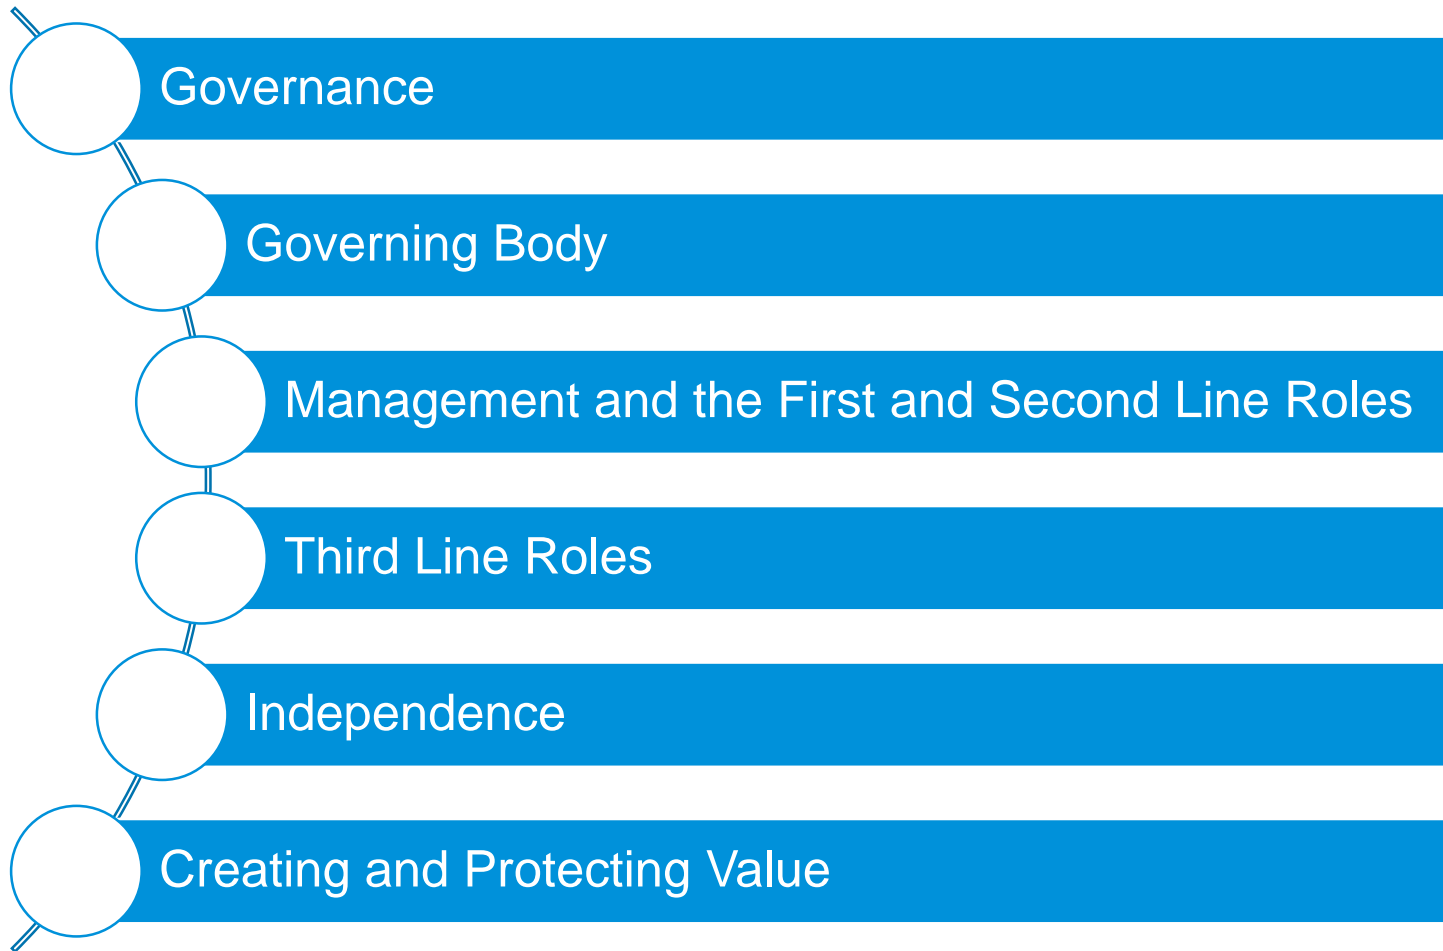 Governance
Governing Body
Management and the First and Second Line Roles
Third Line Roles
Independence
Creating and Protecting Value